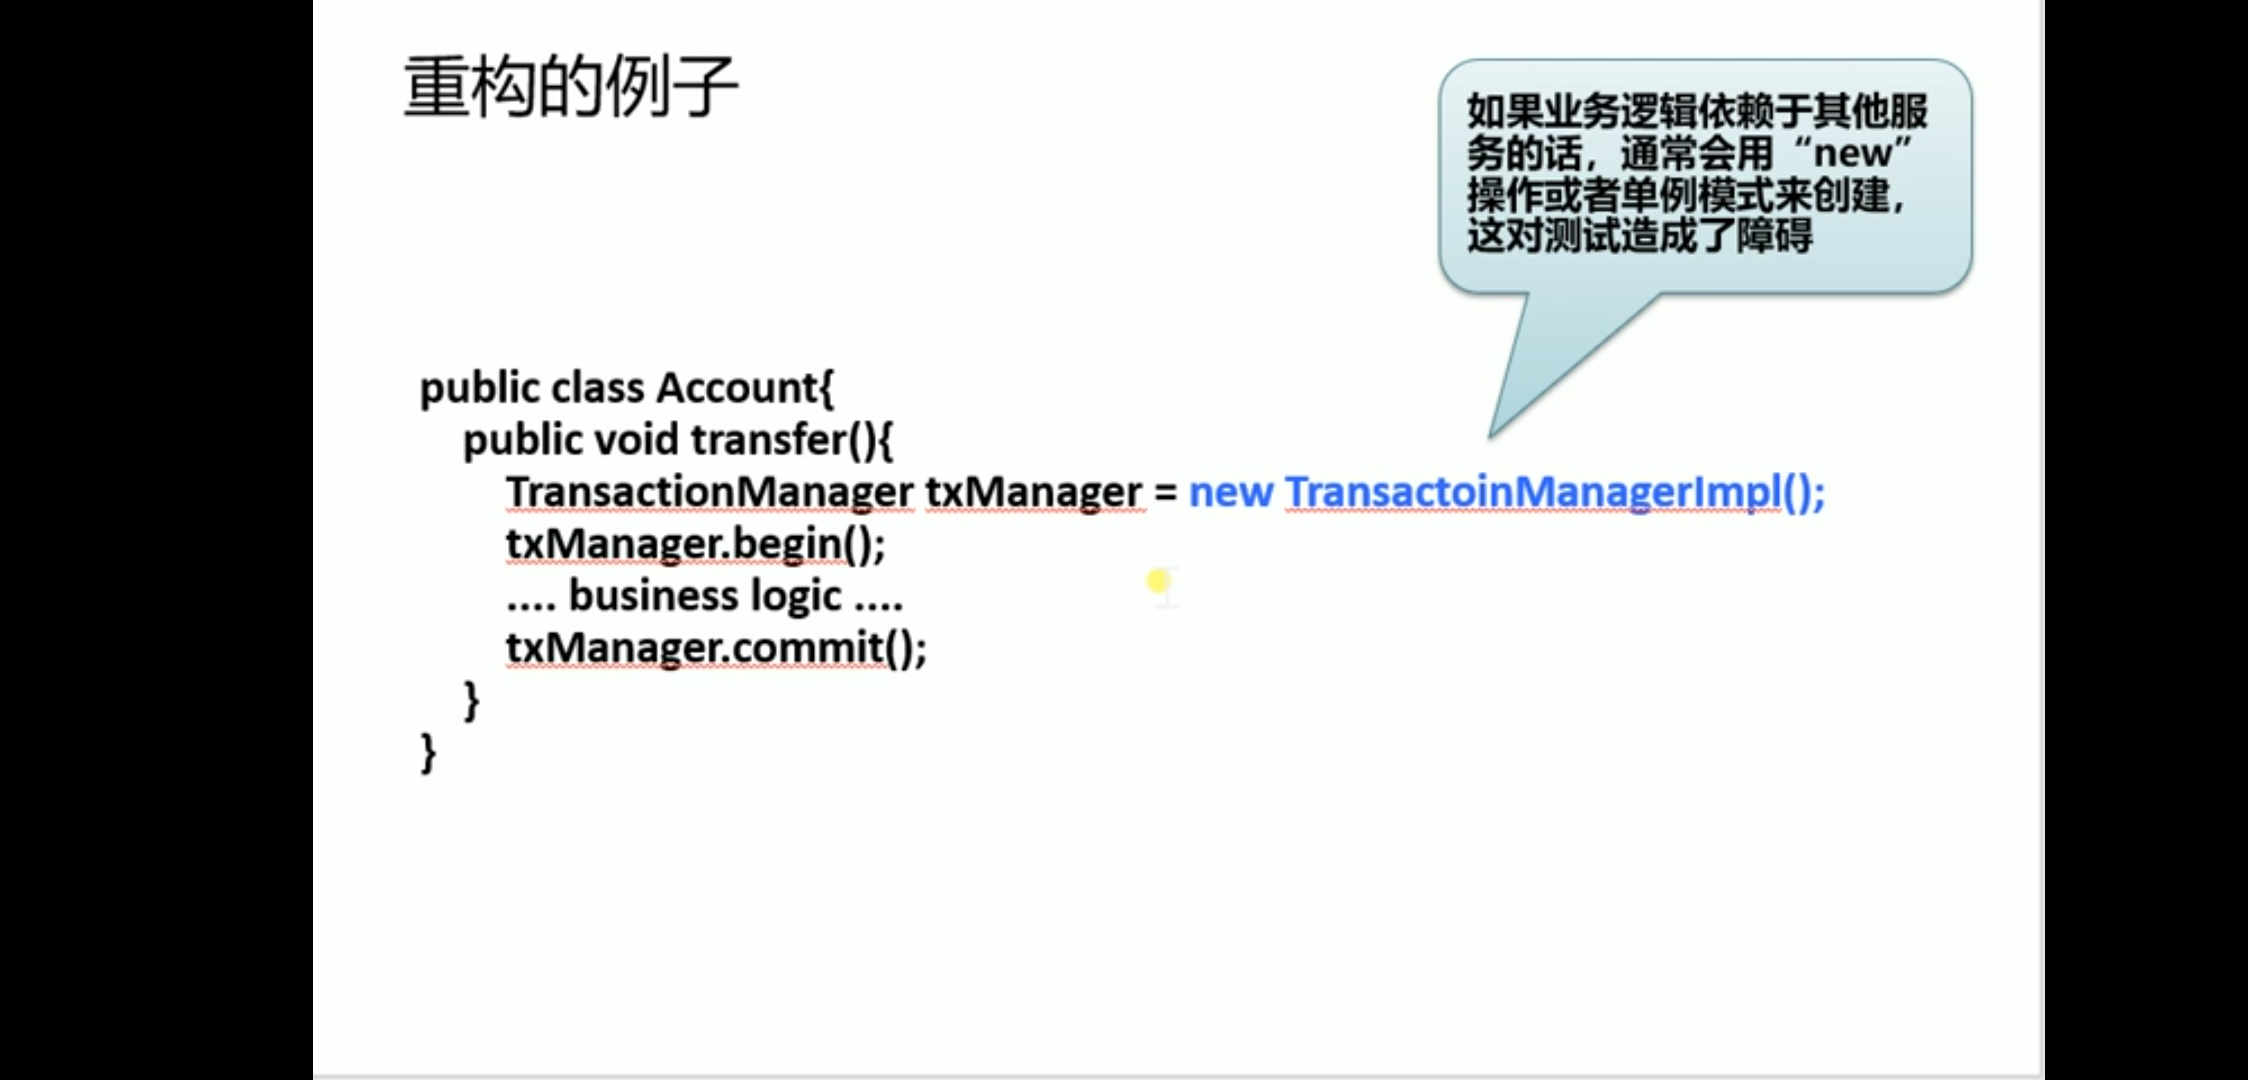 重构的例子
如果业务逻辑依赖于其他服
务的话，通常会用“new”
操作或者单例模式来创建，
这对测试造成了障碍
public class Account{
public void transfer(){
TransactionManager txManager = new TransactoinManagerImpl();
txManager.begin();
.... business logic ....
txManager.commit();
}
}